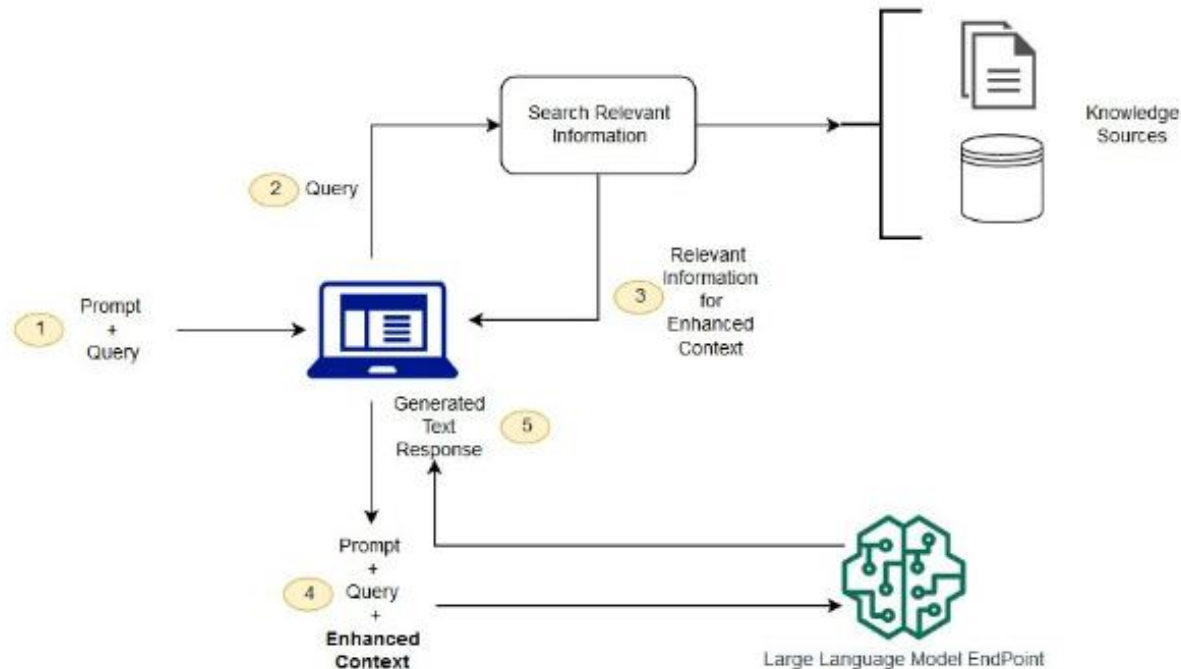 Search Relevant
Information
Knowledge
Sources
2
Query
Relevant
Information
for
Enhanced
Context
3
1
Prompt
+
Query
Generated
Text
Response
5
Prompt
+
Query
+
Enhanced
Context
4
Large Language Model EndPoint